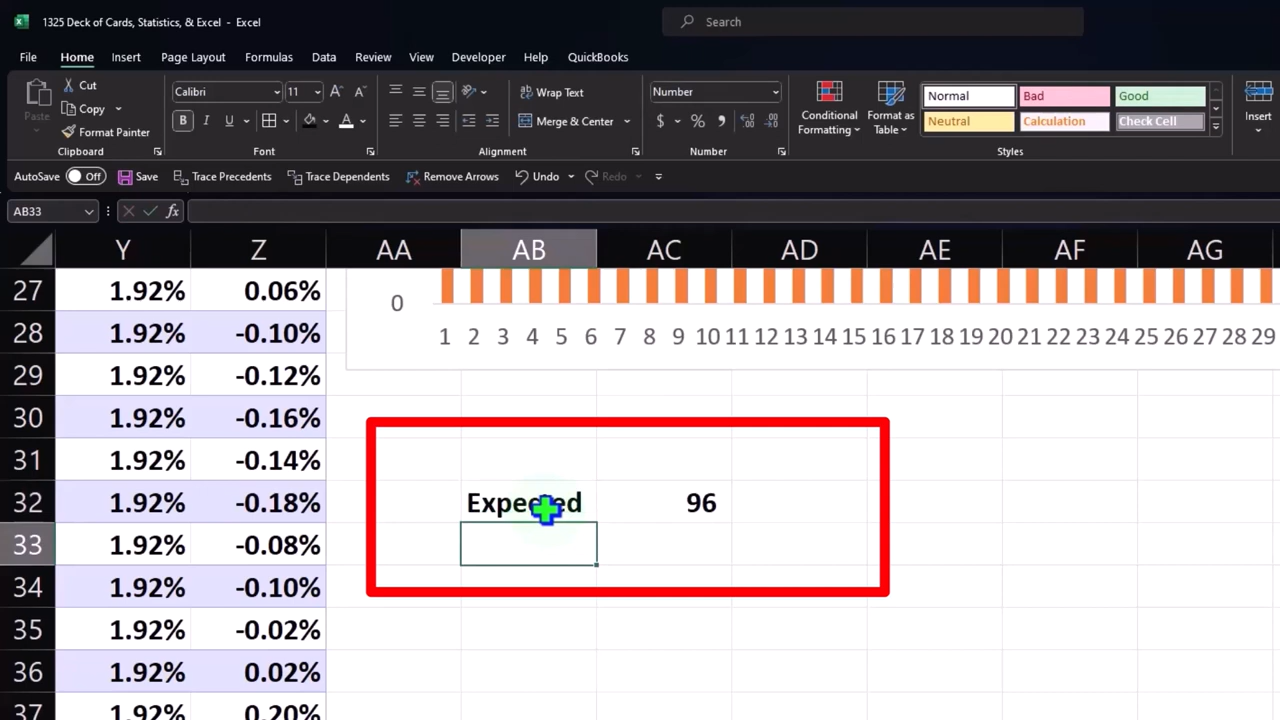 1325 Deck of Cards, Statistics, & Excel - Excel
Search
File Home Insert Page Layout Formulas Data Review View Developer Help QuickBooks
Paste
Cut
Copy
Format Painter
Clipboard
Calibri 11 A A
B I U A
Font
Wrap Text
Merge & Center
Alignment
Number
$ % ,
Number
Conditional Formatting
Format as Table
Normal Bad Good
Neutral Calculation Check Cell
Styles
Insert
AutoSave Off Save Trace Precedents Trace Dependents Remove Arrows Undo Redo
AB33 fx
Y Z AA AB AC AD AE AF AG
27 1.92% 0.06%
28 1.92% -0.10%
29 1.92% -0.12%
30 1.92% -0.16%
31 1.92% -0.14%
32 1.92% -0.18% Expected 96
33 1.92% -0.08%
34 1.92% -0.10%
35 1.92% -0.02%
36 1.92% 0.02%
37 1.92% 0.20%
0
1 2 3 4 5 6 7 8 9 10 11 12 13 14 15 16 17 18 19 20 21 22 23 24 25 26 27 28 29